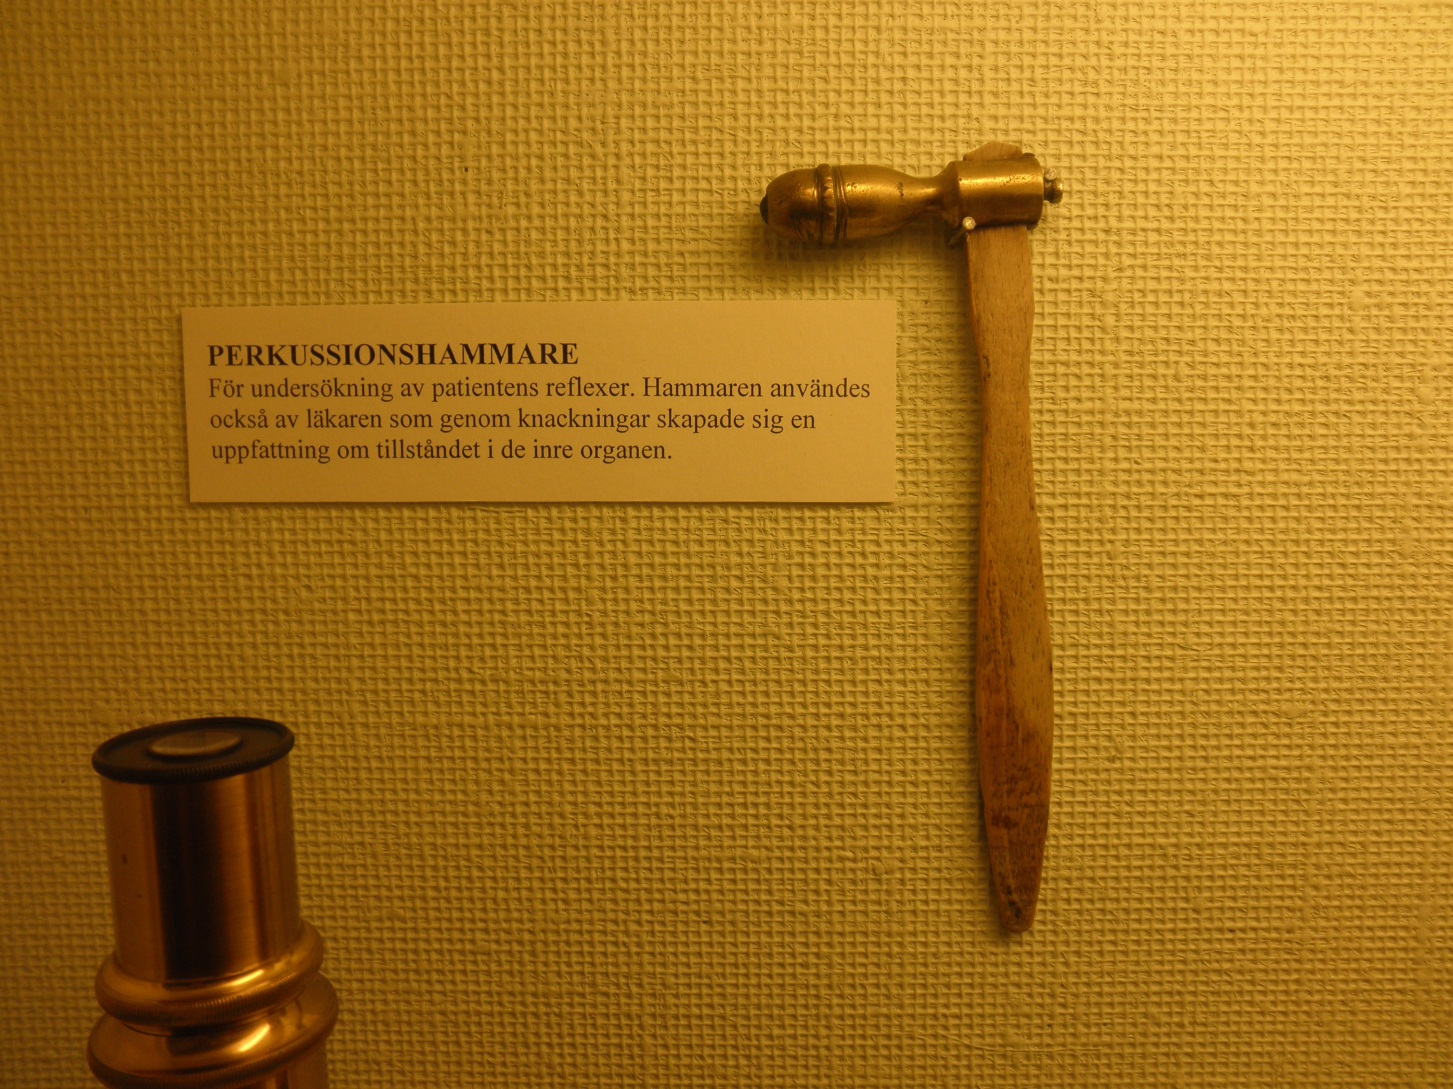 PERKUSSIONSHAMMARE
För undersökning av patientens reflexer. Hammaren användes
också av läkaren som genom knackningar skapade sig en
uppfattning om tillståndet i de inre organen.